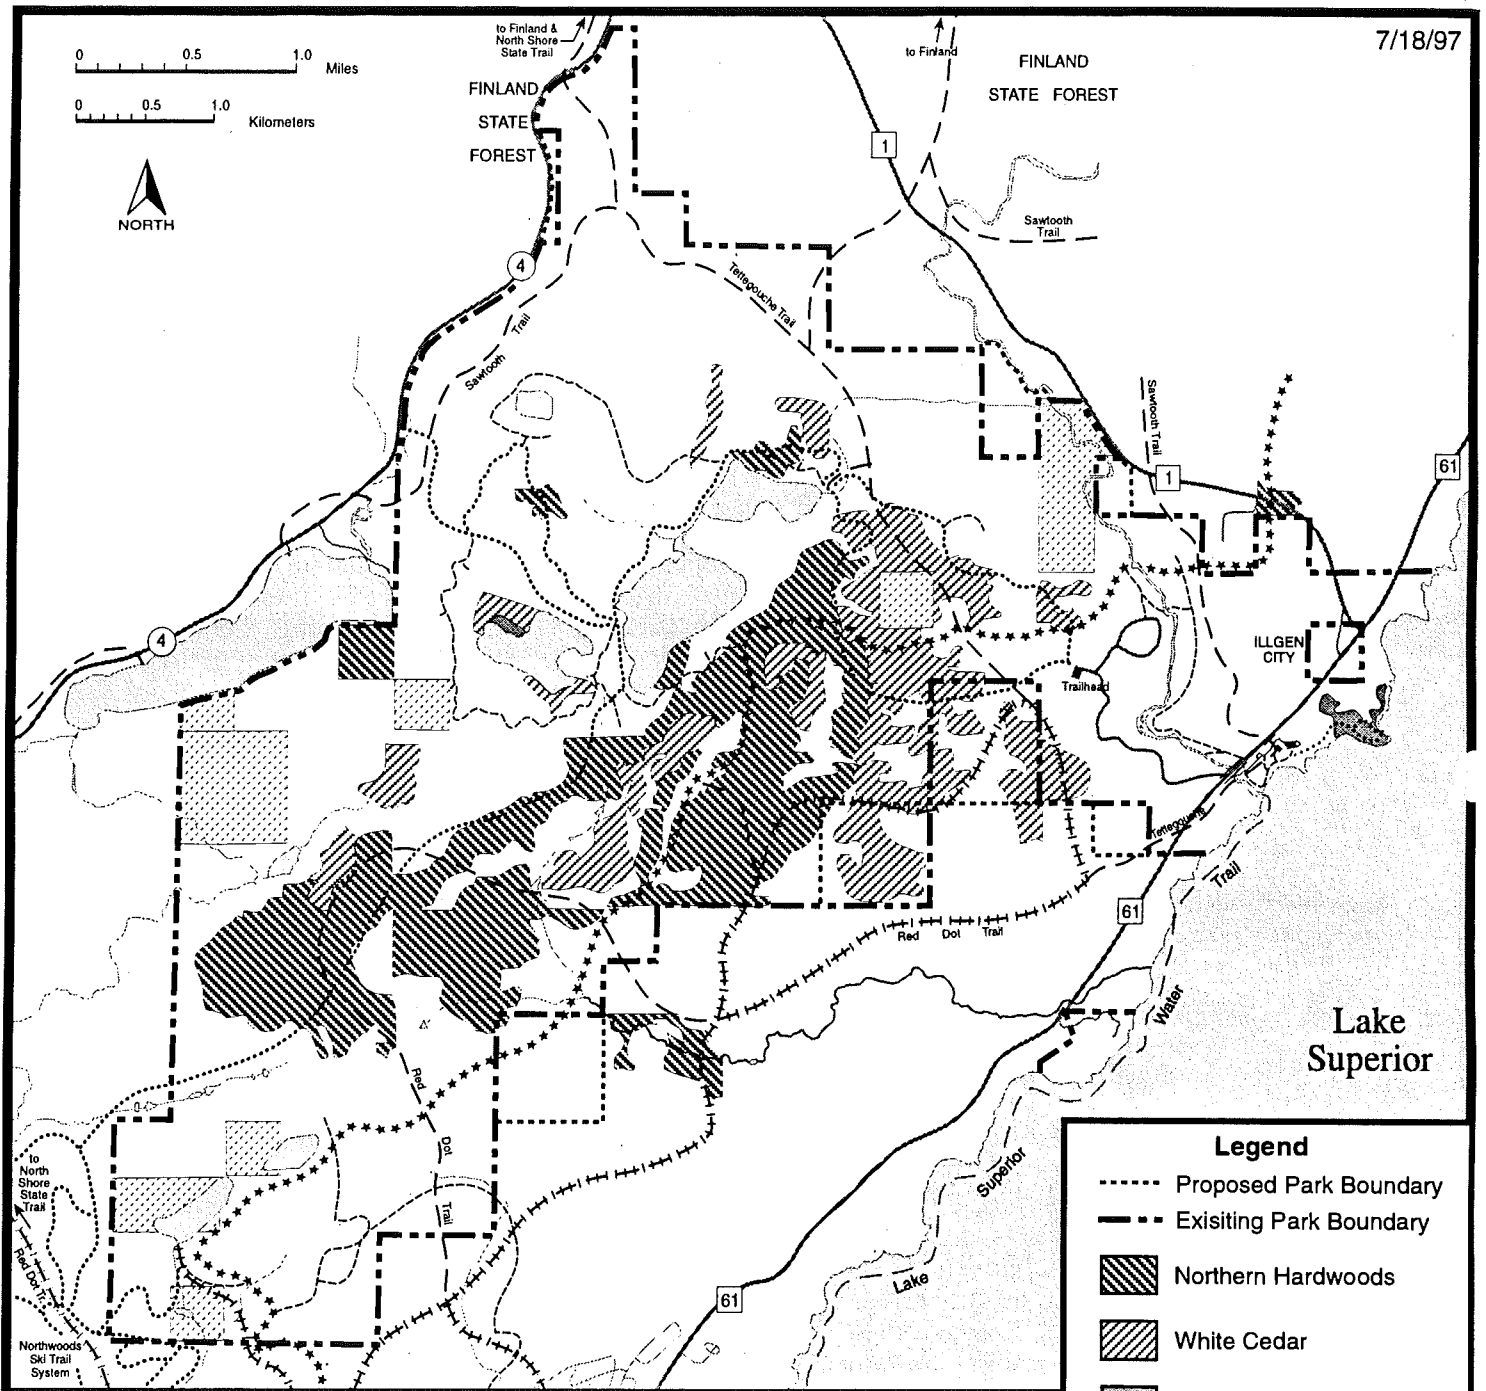 7/18/97
0 0.5 1.0
Miles
0 0.5 1.0
Kilometers
NORTH
to Finland &
North Shore
State Trail
FINLAND
STATE
FOREST
to Finland
FINLAND
STATE FOREST
1
Sawtooth
Trail
4
Tettegouche Trail
Sawtooth Trail
Sawtooth Trail
1
61
4
ILLGEN
CITY
Trailhead
Trail
Tettegouche
Trail
61
Red Dot Trail
Water
Lake
Superior
Red
Dot
Trail
to
North
Shore
State
Trail
Red Dot Trail
Superior
Lake
61
Northwoods
Ski Trail
System
Legend
Proposed Park Boundary
Exisiting Park Boundary
Northern Hardwoods
White Cedar